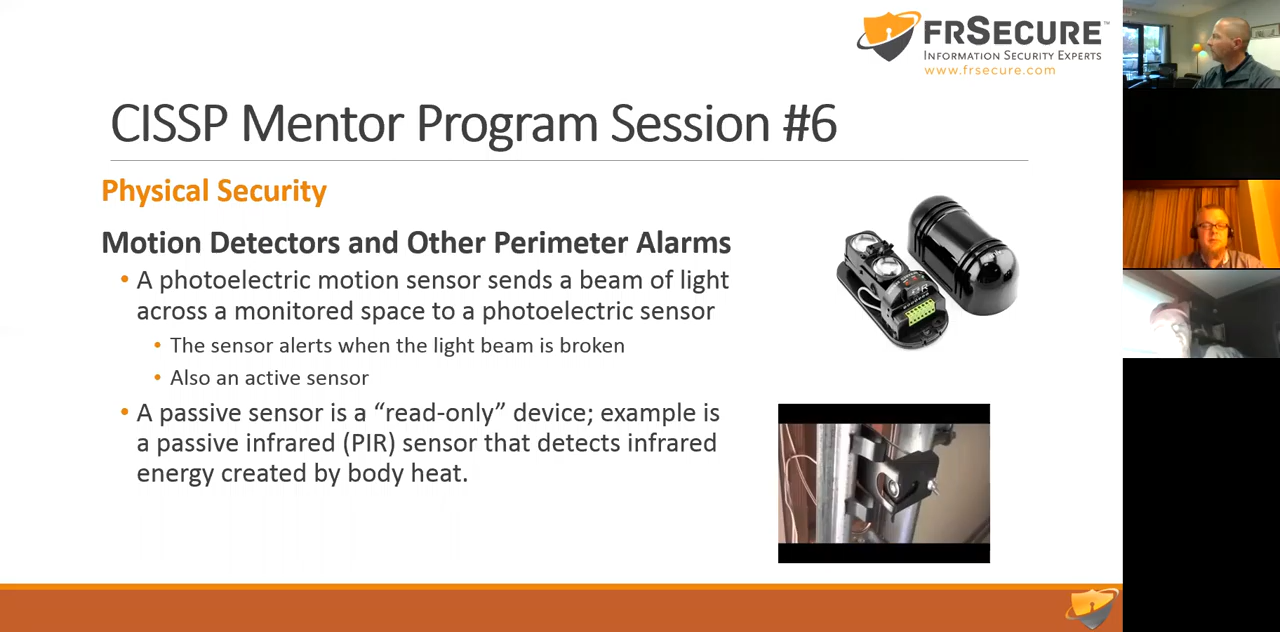 FRSECURE™
INFORMATION SECURITY EXPERTS
www.frsecure.com
CISSP Mentor Program Session #6
Physical Security
Motion Detectors and Other Perimeter Alarms
• A photoelectric motion sensor sends a beam of light
across a monitored space to a photoelectric sensor
• The sensor alerts when the light beam is broken
• Also an active sensor
• A passive sensor is a “read-only” device; example is
a passive infrared (PIR) sensor that detects infrared
energy created by body heat.